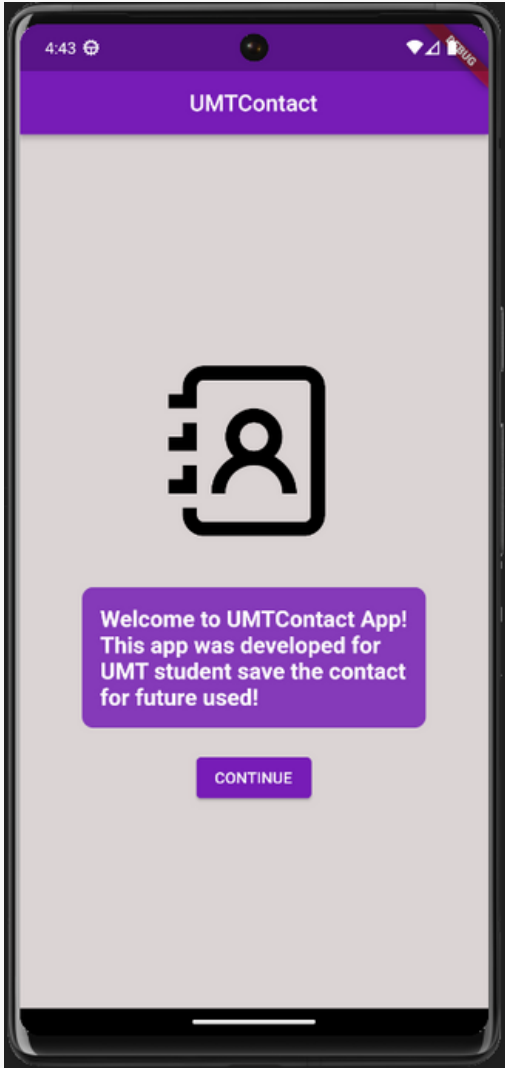 4:43
DEBUG
UMTContact
Welcome to UMTContact App!
This app was developed for
UMT student save the contact
for future used!
CONTINUE